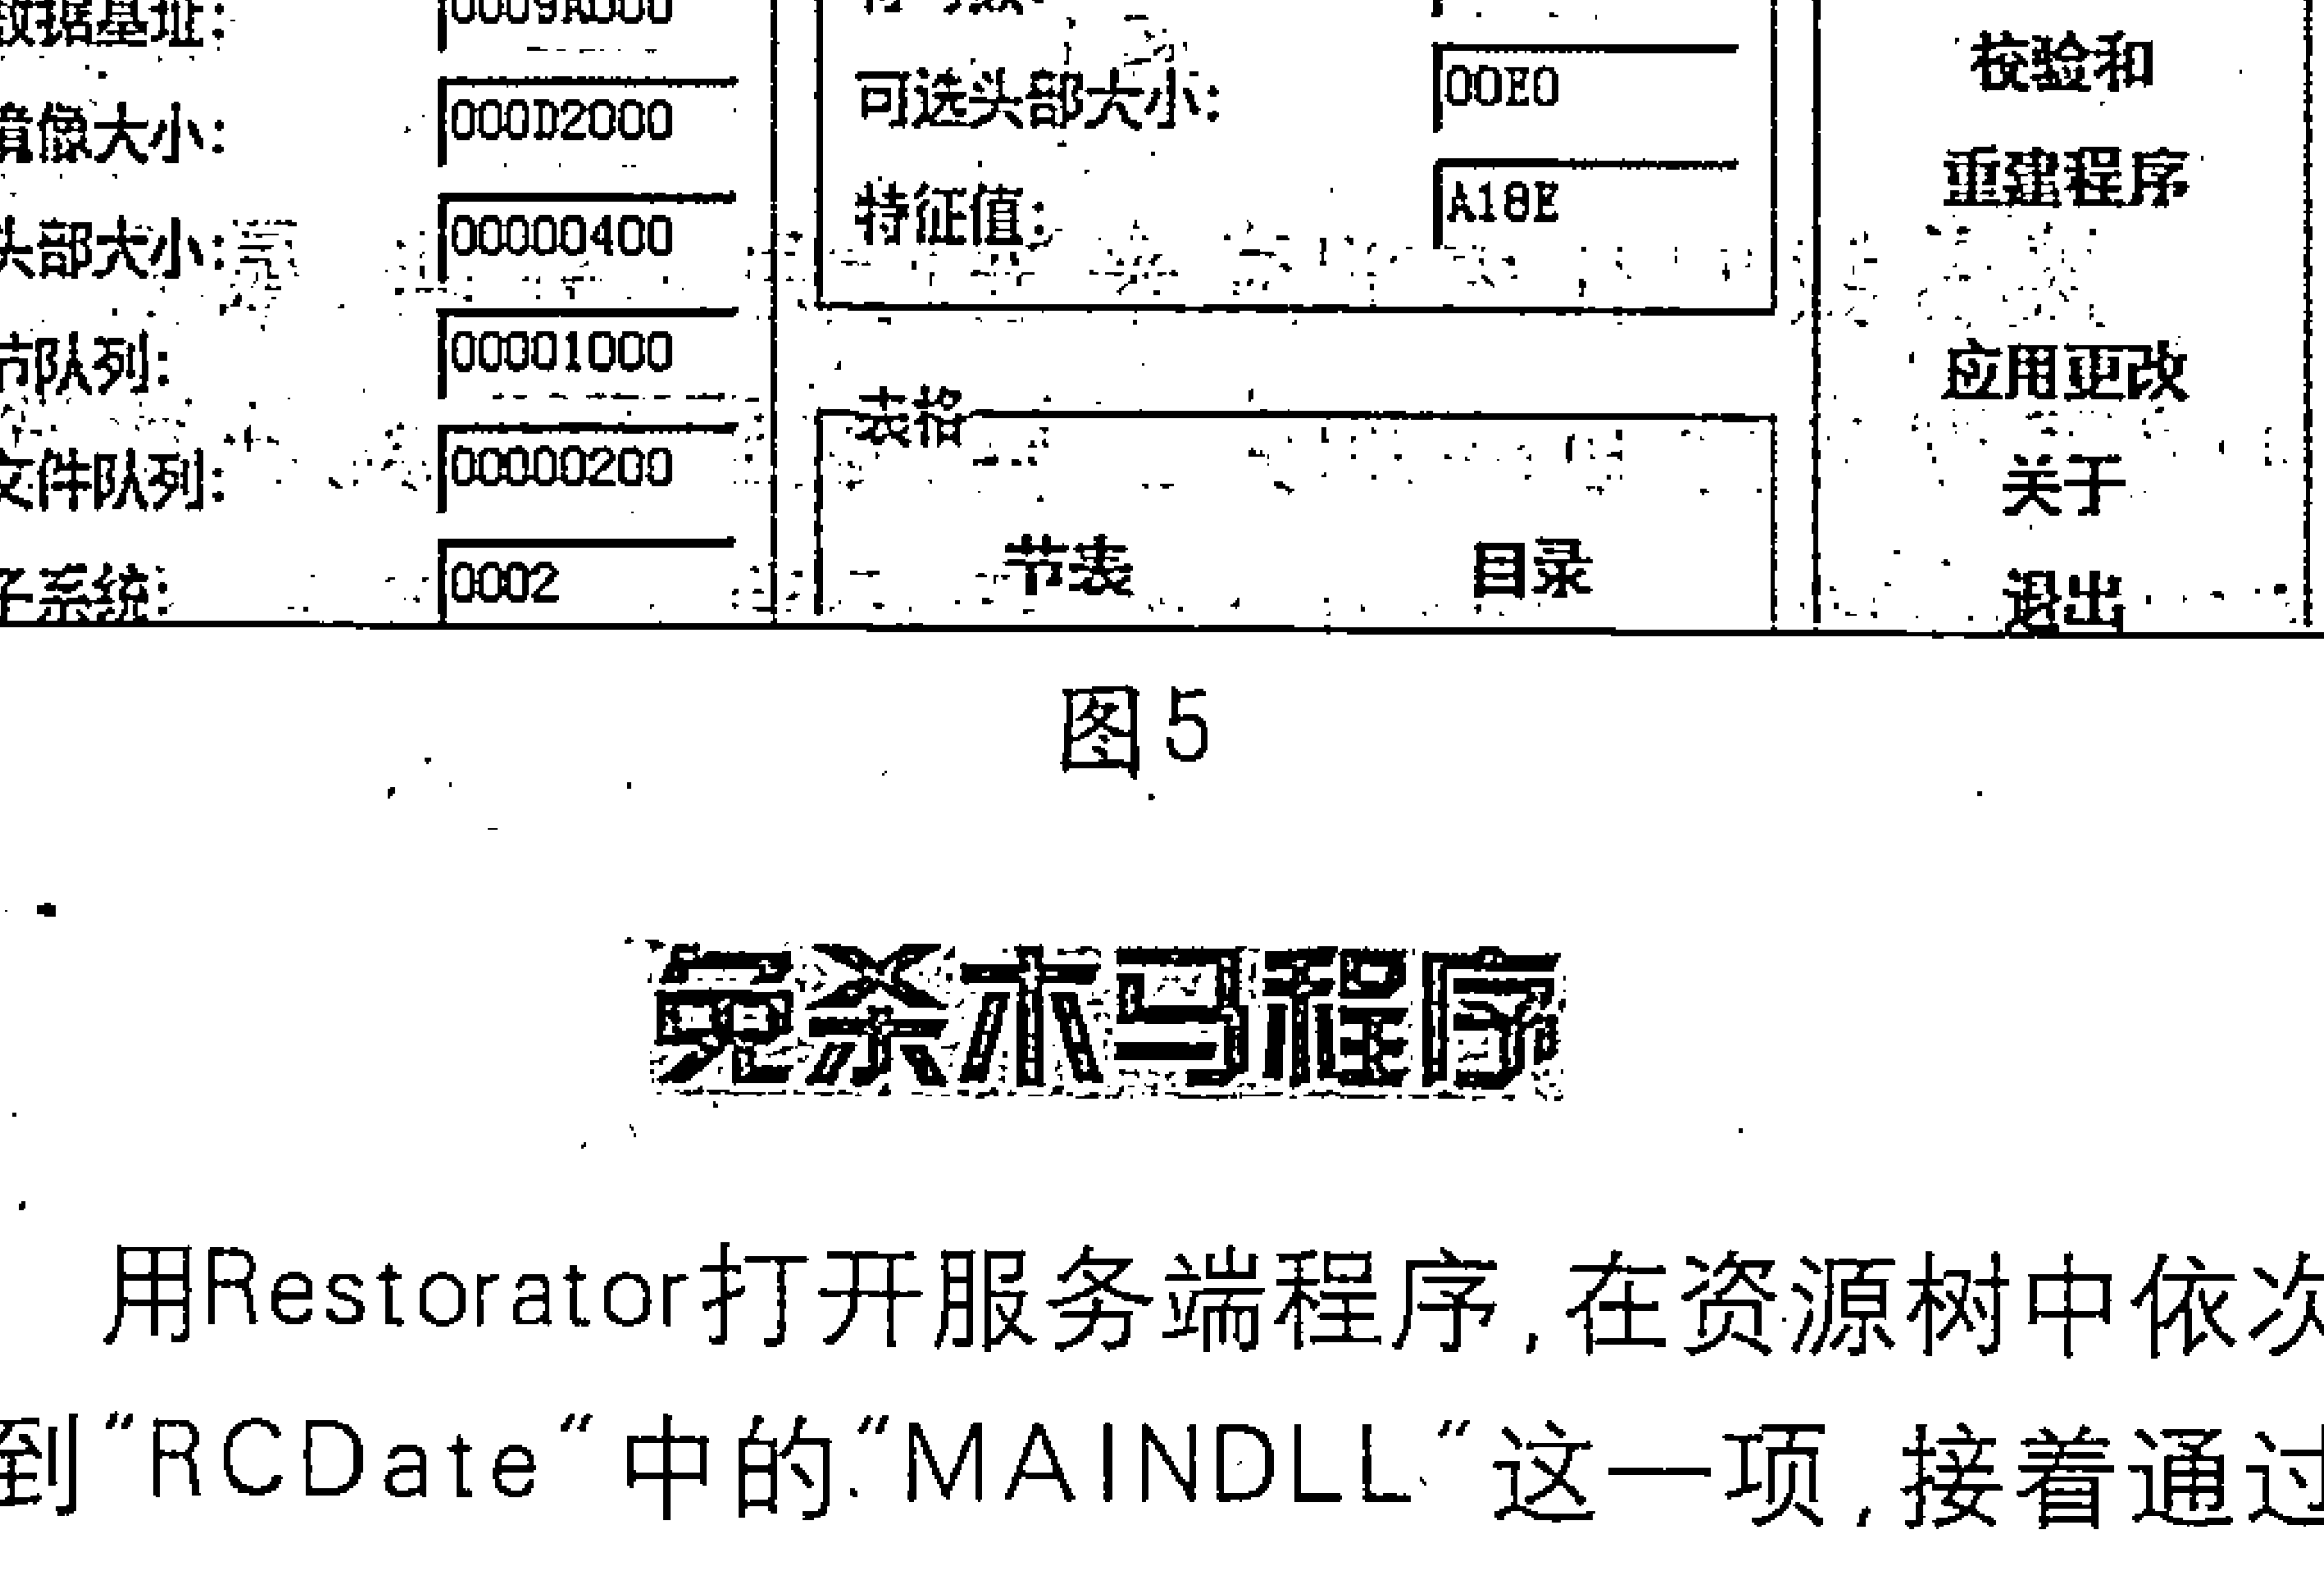 数据基址: 0009A000
镜像大小: 000D2000
头部大小: 00000400
节队列: 00001000
文件队列: 00000200
子系统: 0002
可选头部大小: 00E0
特征值: A18E
表格
节表 目录
校验和
重建程序
应用更改
关于
退出
图5
免杀木马程序
用Restorator打开服务端程序,在资源树中依次
到“RCDate“中的“MAINDLL“这一项,接着通过